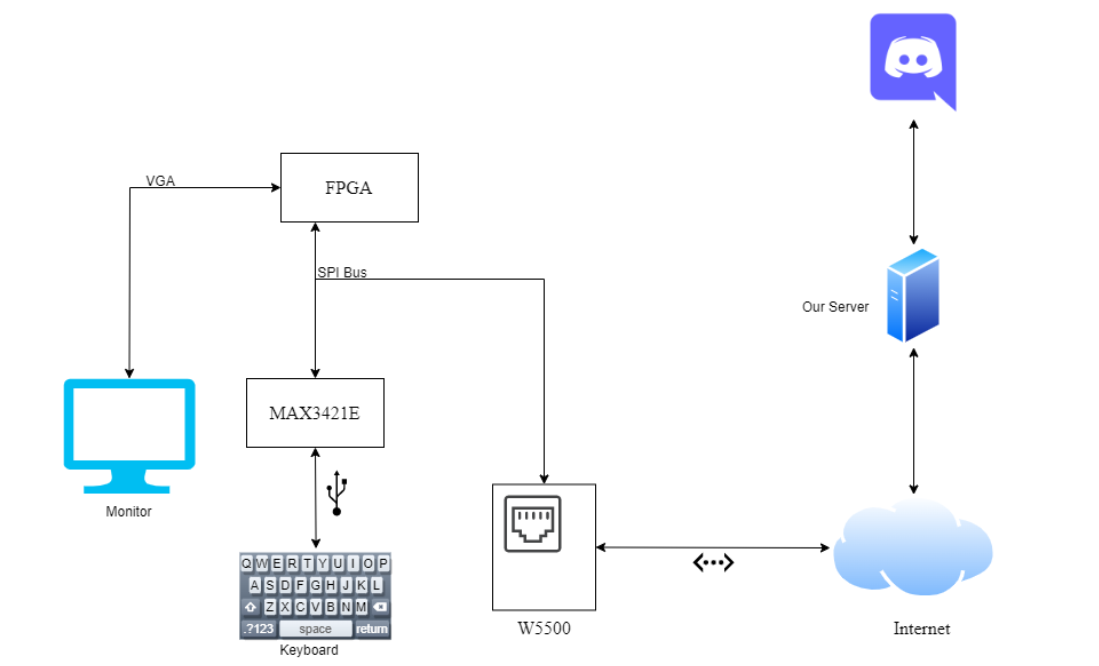 VGA
FPGA
SPI Bus
Our Server
MAX3421E
Monitor
Q W E R T Y U I O P
A S D F G H J K L
Z X C V B N M
.?123 space return
Keyboard
W5500
Internet